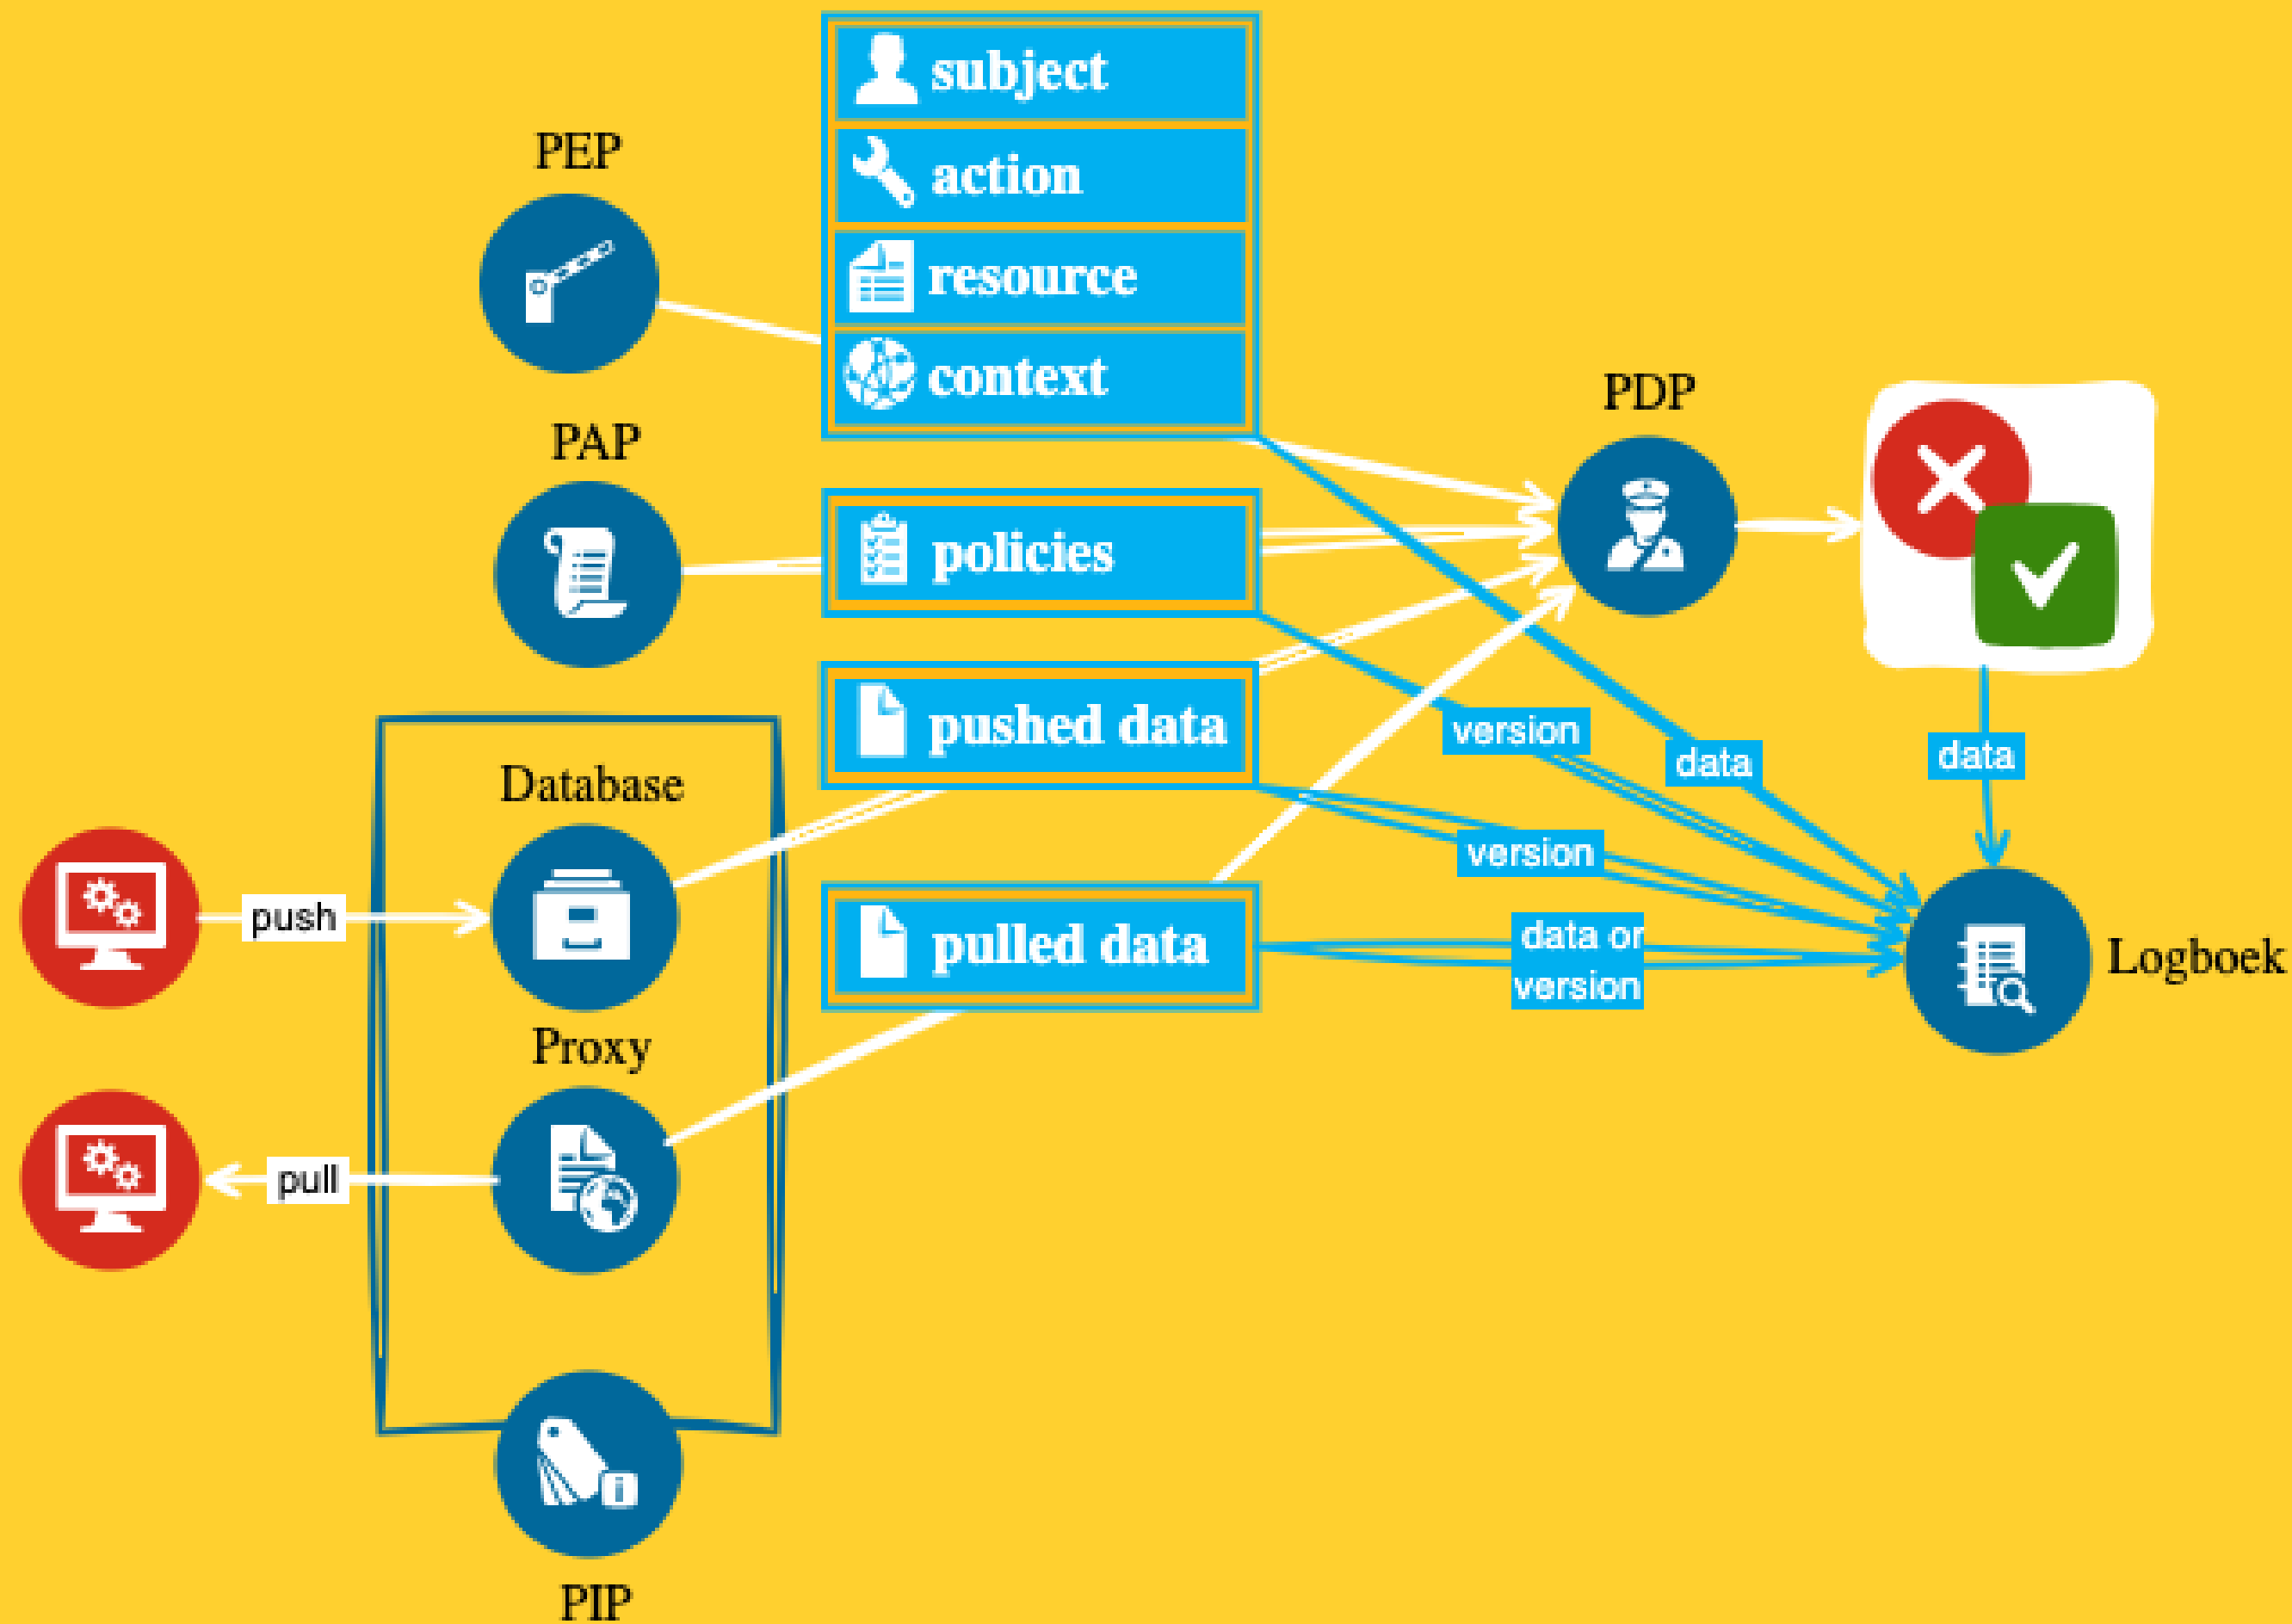 subject
PEP
action
resource
context
PDP
PAP
policies
pushed data
version
data
data
Database
version
push
pulled data
data or
version
Logboek
Proxy
pull
PIP